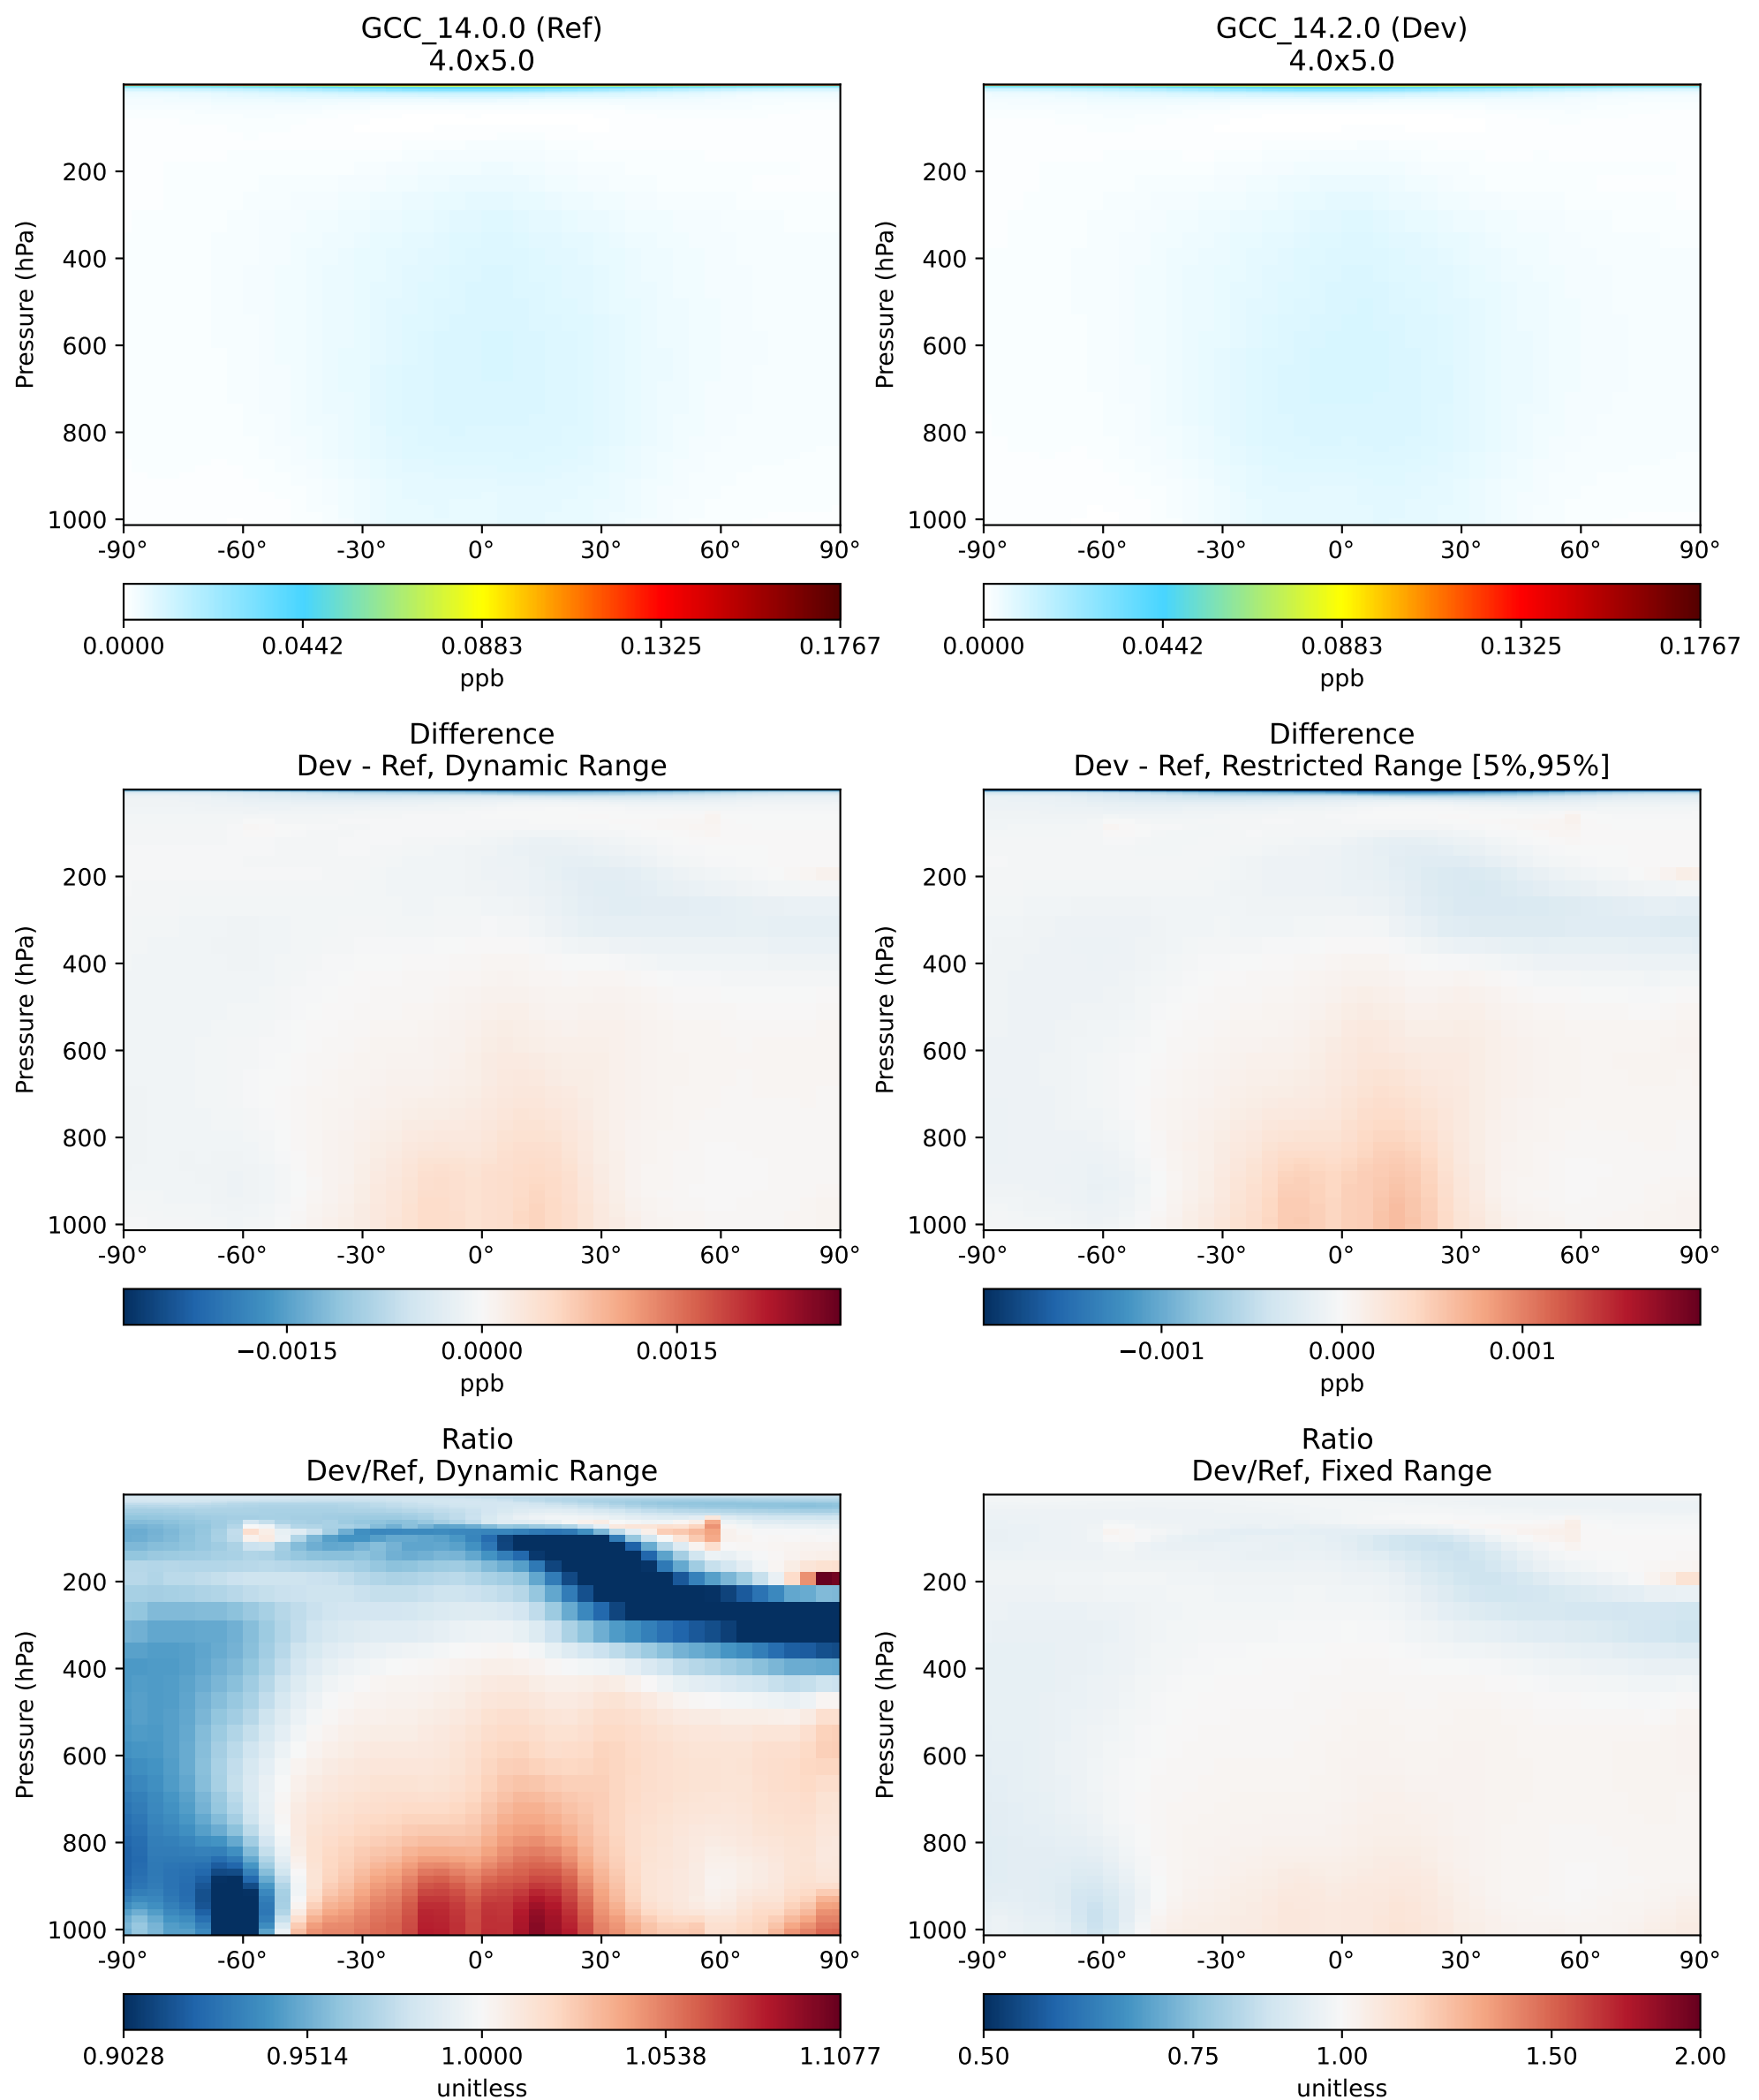 GCC_14.0.0 (Ref)
4.0x5.0
GCC_14.2.0 (Dev)
4.0x5.0
Pressure (hPa)
200
400
600
800
1000
-90° -60° -30° 0° 30° 60° 90°
0.0000 0.0442 0.0883 0.1325 0.1767
ppb
Pressure (hPa)
200
400
600
800
1000
-90° -60° -30° 0° 30° 60° 90°
0.0000 0.0442 0.0883 0.1325 0.1767
ppb
Difference
Dev - Ref, Dynamic Range
Pressure (hPa)
200
400
600
800
1000
-90° -60° -30° 0° 30° 60° 90°
−0.0015 0.0000 0.0015
ppb
Difference
Dev - Ref, Restricted Range [5%,95%]
Pressure (hPa)
200
400
600
800
1000
-90° -60° -30° 0° 30° 60° 90°
−0.001 0.000 0.001
ppb
Ratio
Dev/Ref, Dynamic Range
Pressure (hPa)
200
400
600
800
1000
-90° -60° -30° 0° 30° 60° 90°
0.9028 0.9514 1.0000 1.0538 1.1077
unitless
Ratio
Dev/Ref, Fixed Range
Pressure (hPa)
200
400
600
800
1000
-90° -60° -30° 0° 30° 60° 90°
0.50 0.75 1.00 1.50 2.00
unitless